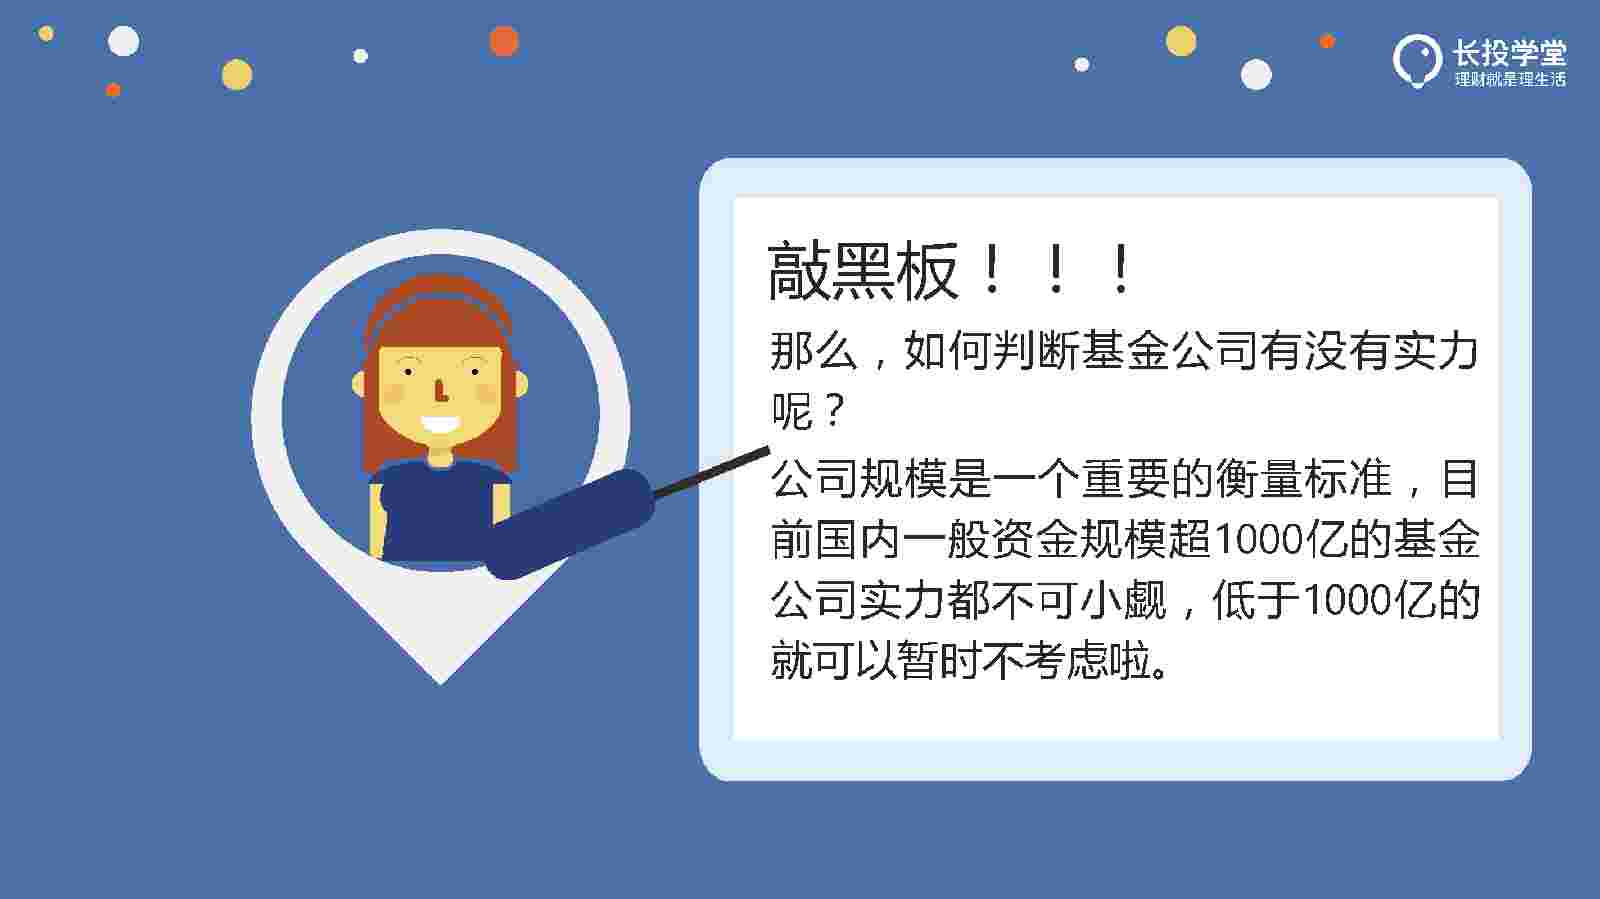 长投学堂
理财就是理生活
敲黑板！！！
那么，如何判断基金公司有没有实力
呢？
公司规模是一个重要的衡量标准，目
前国内一般资金规模超1000亿的基金
公司实力都不可小觑，低于1000亿的
就可以暂时不考虑啦。